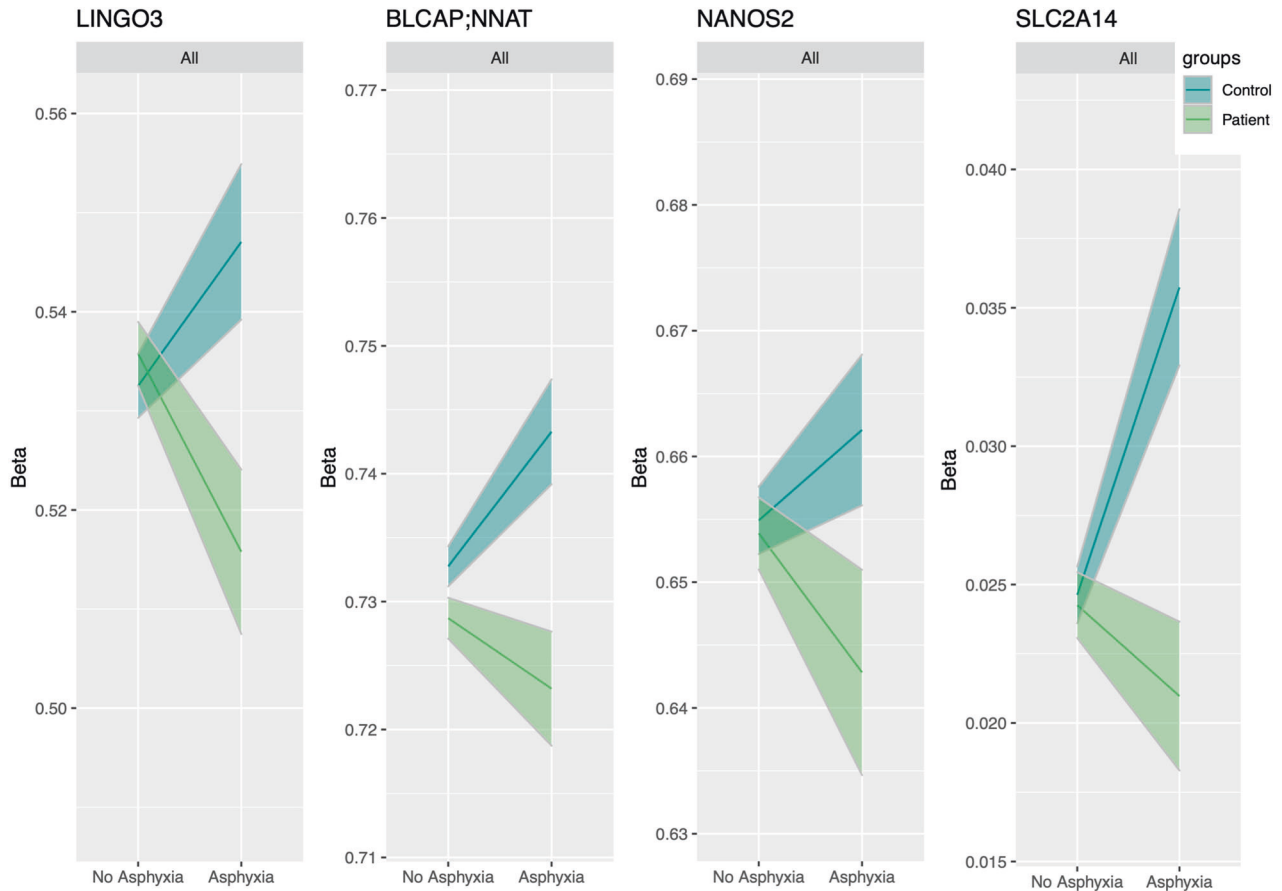 LINGO3
All
0.56
0.54
0.52
0.50
Beta
No Asphyxia Asphyxia
BLCAP;NNAT
All
0.77
0.76
0.75
0.74
0.73
0.72
0.71
Beta
No Asphyxia Asphyxia
NANOS2
All
0.69
0.68
0.67
0.66
0.65
0.64
0.63
Beta
No Asphyxia Asphyxia
SLC2A14
All
0.040
0.035
0.030
0.025
0.020
0.015
Beta
No Asphyxia Asphyxia
groups
Control
Patient